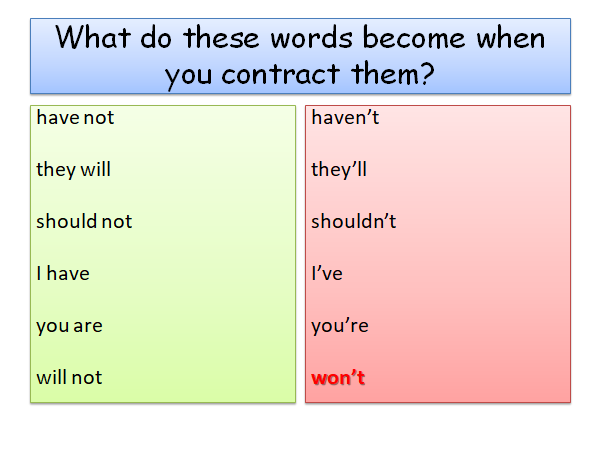 What do these words become when
you contract them?
have not
they will
should not
I have
you are
will not
haven’t
they’ll
shouldn’t
I’ve
you’re
won’t